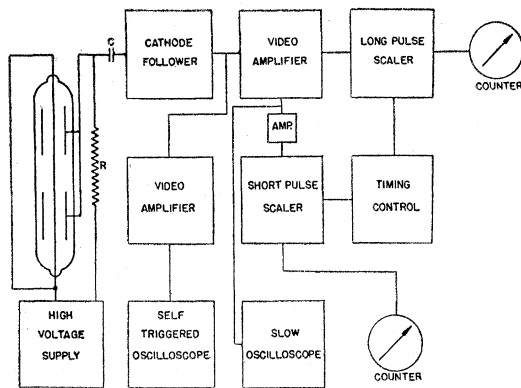 C
CATHODE
FOLLOWER
VIDEO
AMPLIFIER
LONG PULSE
SCALER
COUNTER
R
AMP.
VIDEO
AMPLIFIER
SHORT PULSE
SCALER
TIMING
CONTROL
HIGH
VOLTAGE
SUPPLY
SELF
TRIGGERED
OSCILLOSCOPE
SLOW
OSCILLOSCOPE
COUNTER